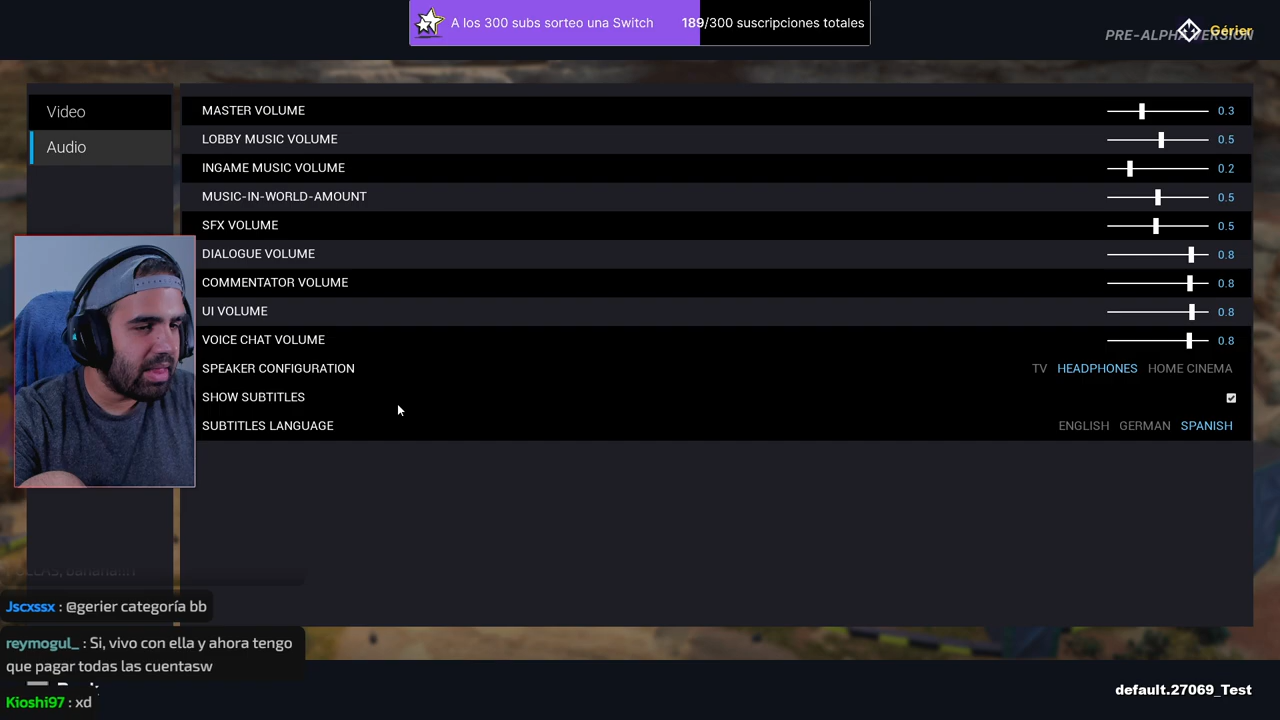 A los 300 subs sorteo una Switch 189/300 suscripciones totales
PRE-ALPHA VERSION
Gérier
Video
Audio
MASTER VOLUME 0.3
LOBBY MUSIC VOLUME 0.5
INGAME MUSIC VOLUME 0.2
MUSIC-IN-WORLD-AMOUNT 0.5
SFX VOLUME 0.5
DIALOGUE VOLUME 0.8
COMMENTATOR VOLUME 0.8
UI VOLUME 0.8
VOICE CHAT VOLUME 0.8
SPEAKER CONFIGURATION TV HEADPHONES HOME CINEMA
SHOW SUBTITLES
SUBTITLES LANGUAGE ENGLISH GERMAN SPANISH
Jscxssx : @gerier categoría bb
reymogul_ : Si, vivo con ella y ahora tengo
que pagar todas las cuentasw
Kioshi97 : xd
default.27069_Test